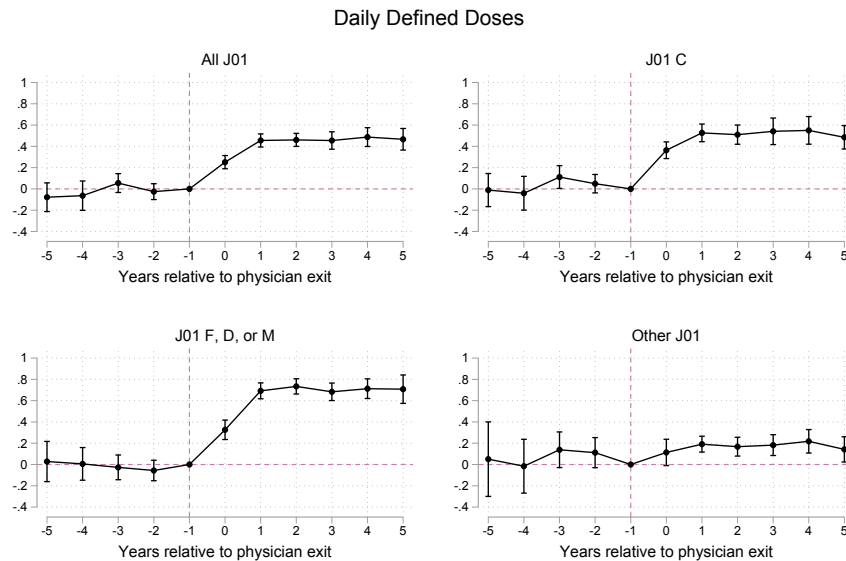 Daily Defined Doses
All J01
1
.8
.6
.4
.2
0
-.2
-.4
-5 -4 -3 -2 -1 0 1 2 3 4 5
Years relative to physician exit
J01 C
1
.8
.6
.4
.2
0
-.2
-.4
-5 -4 -3 -2 -1 0 1 2 3 4 5
Years relative to physician exit
J01 F, D, or M
1
.8
.6
.4
.2
0
-.2
-.4
-5 -4 -3 -2 -1 0 1 2 3 4 5
Years relative to physician exit
Other J01
1
.8
.6
.4
.2
0
-.2
-.4
-5 -4 -3 -2 -1 0 1 2 3 4 5
Years relative to physician exit